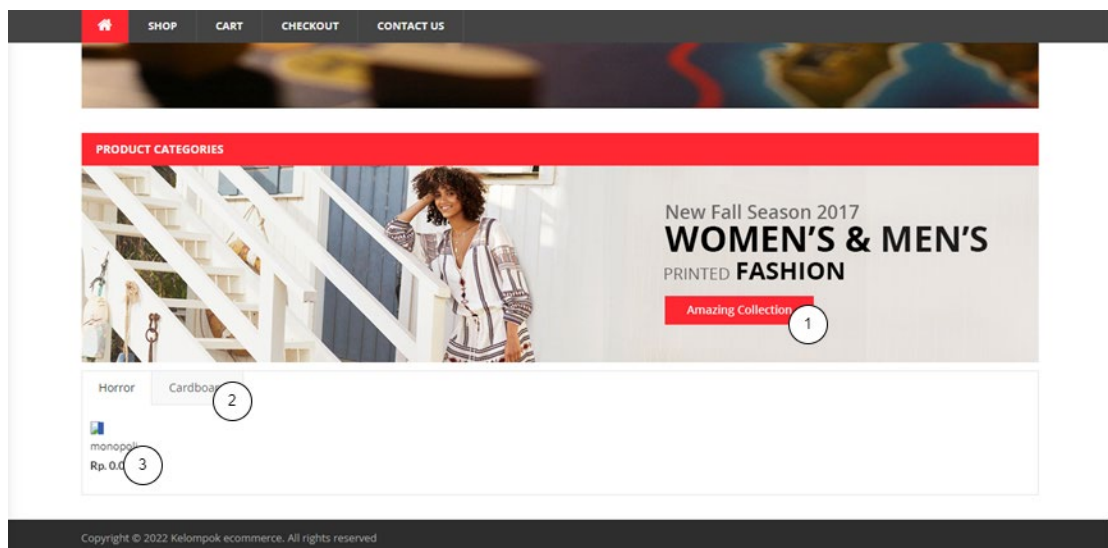 SHOP CART CHECKOUT CONTACT US
PRODUCT CATEGORIES
New Fall Season 2017
WOMEN'S & MEN'S
PRINTED FASHION
Amazing Collection
1
Horror
2
3
Rp.
Copyright © 2022 Kelompok ecommerce. All rights reserved